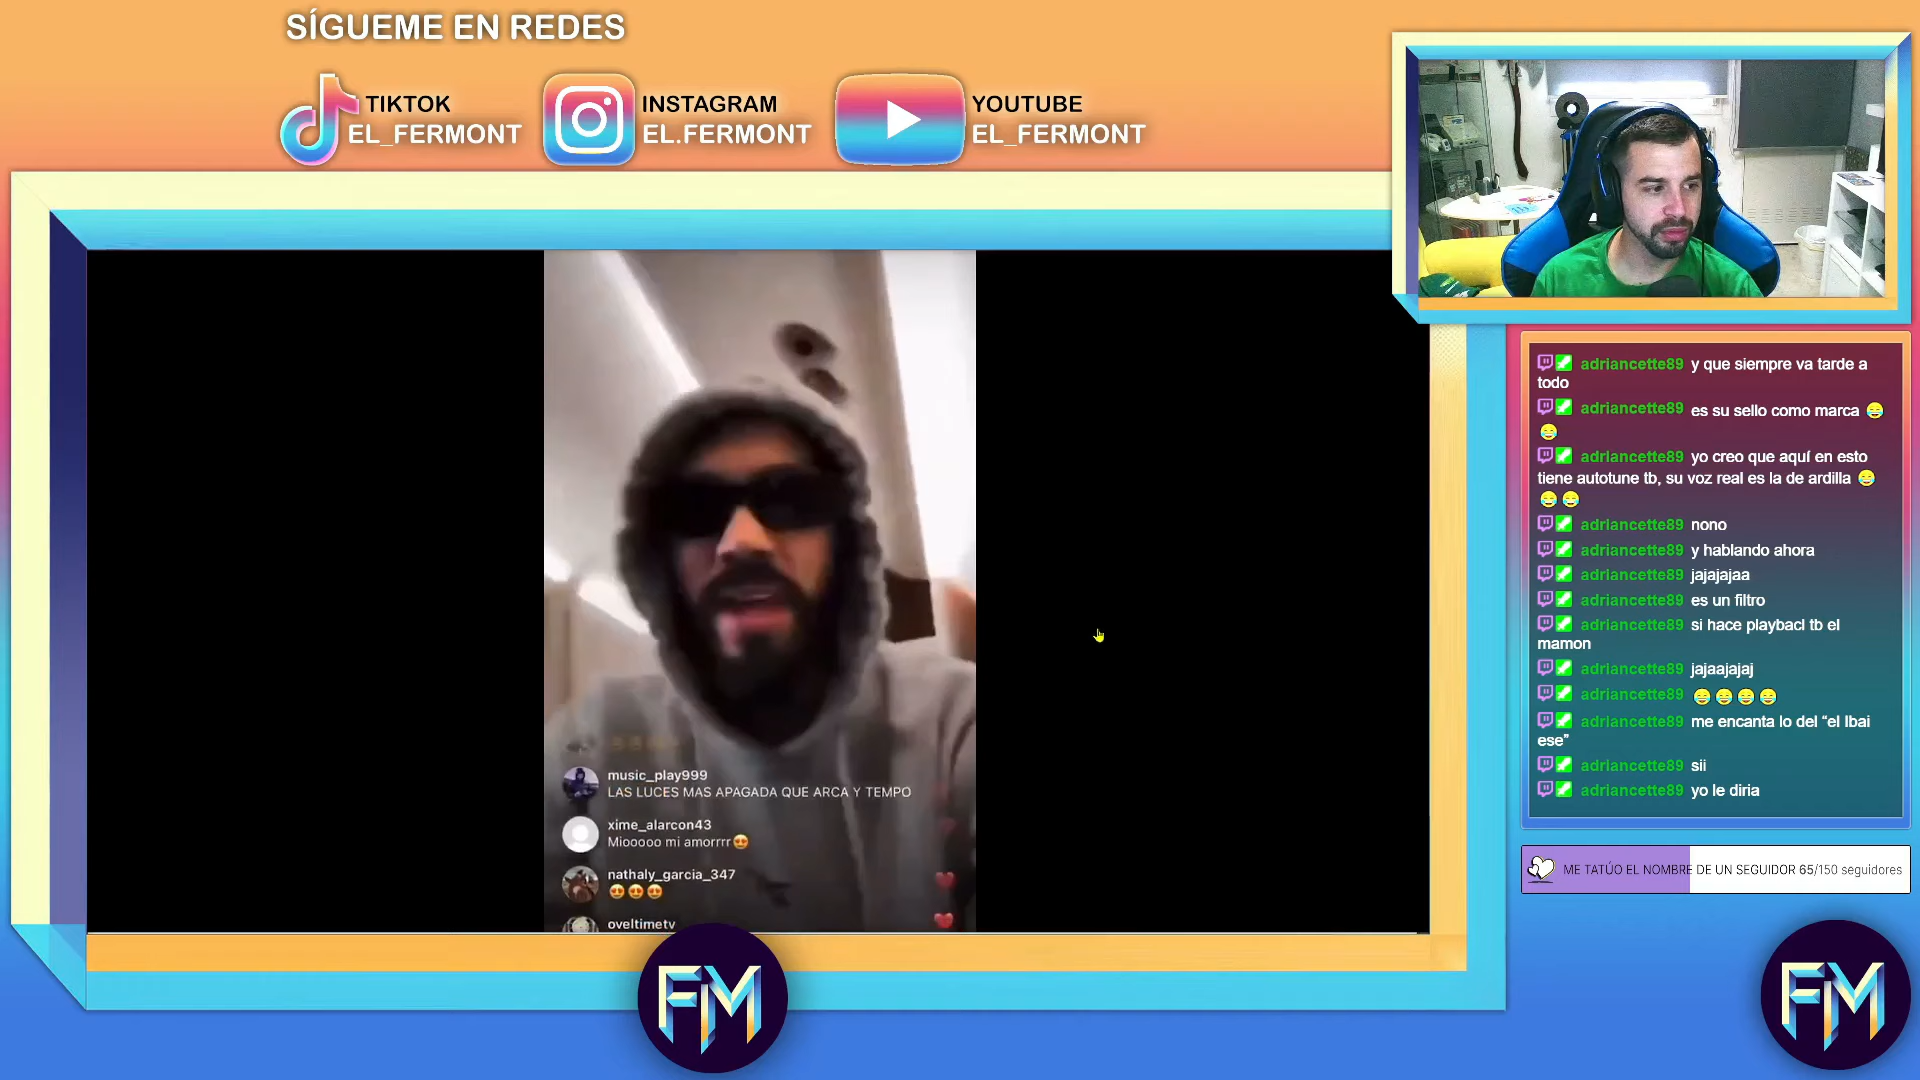 SÍGUEME EN REDES
TIKTOK
EL_FERMONT
INSTAGRAM
EL.FERMONT
YOUTUBE
EL_FERMONT
adriancette89 y que siempre va tarde a
todo
adriancette89 es su sello como marca 😂
😂
adriancette89 yo creo que aquí en esto
tiene autotune tb, su voz real es la de ardilla 😂
😂😂
adriancette89 nono
adriancette89 y hablando ahora
adriancette89 jajajajaa
adriancette89 es un filtro
adriancette89 si hace playbacl tb el
mamon
adriancette89 jajaajajaj
adriancette89 😂😂😂😂
adriancette89 me encanta lo del “el Ibai
ese”
adriancette89 sii
adriancette89 yo le diria
music_play999
LAS LUCES MAS APAGADA QUE ARCA Y TEMPO
xime_alarcon43
Miooooo mi amorrrr😍
nathaly_garcia_347
😍😍😍
oveltimetv
ME TATÚO EL NOMBRE DE UN SEGUIDOR 65/150 seguidores
FM
FM